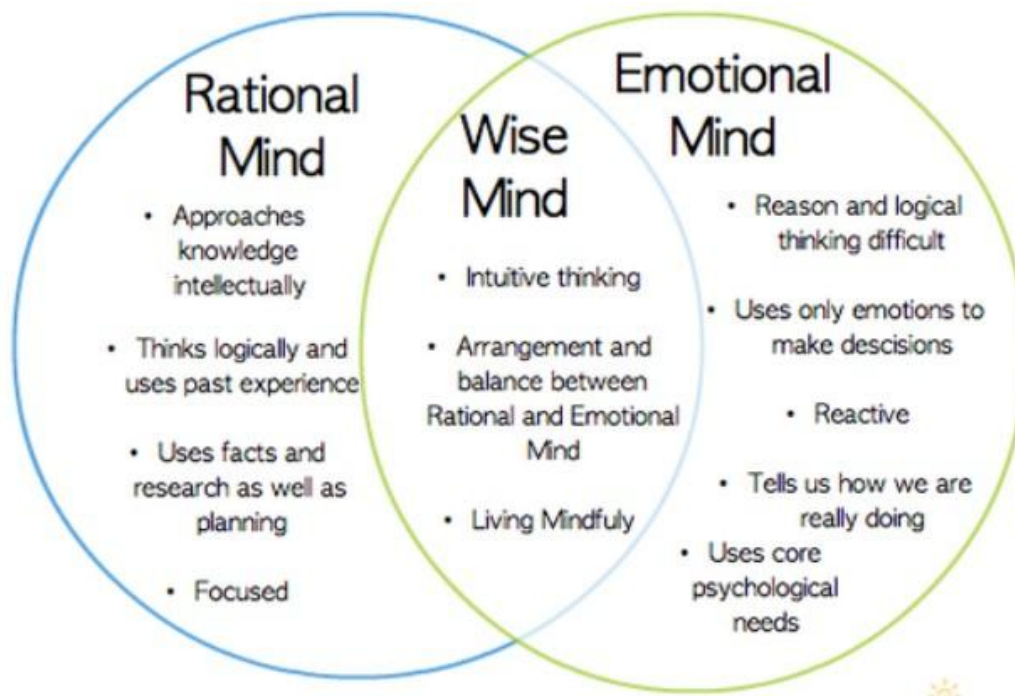 Rational
Mind
• Approaches
knowledge
intellectually
• Thinks logically and
uses past experience
• Uses facts and
research as well as
planning
• Focused
Wise
Mind
• Intuitive thinking
• Arrangement and
balance between
Rational and Emotional
Mind
• Living Mindfuly
Emotional
Mind
• Reason and logical
thinking difficult
• Uses only emotions to
make descisions
• Reactive
• Tells us how we are
really doing
• Uses core
psychological
needs